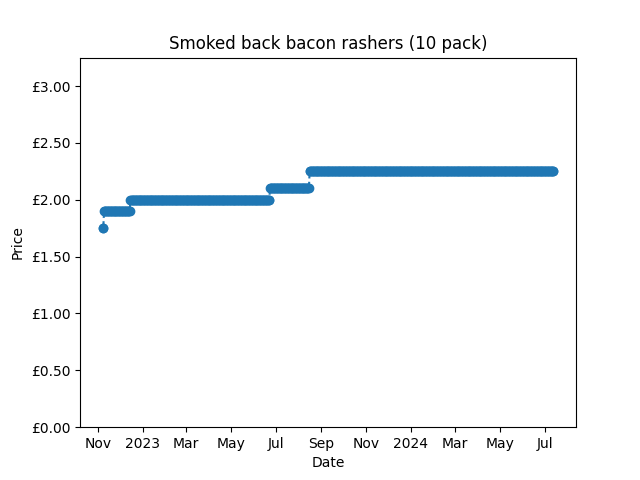 Smoked back bacon rashers (10 pack)
£3.00
£2.50
£2.00
£1.50
£1.00
£0.50
£0.00
Price
Nov 2023 Mar May Jul Sep Nov 2024 Mar May Jul
Date